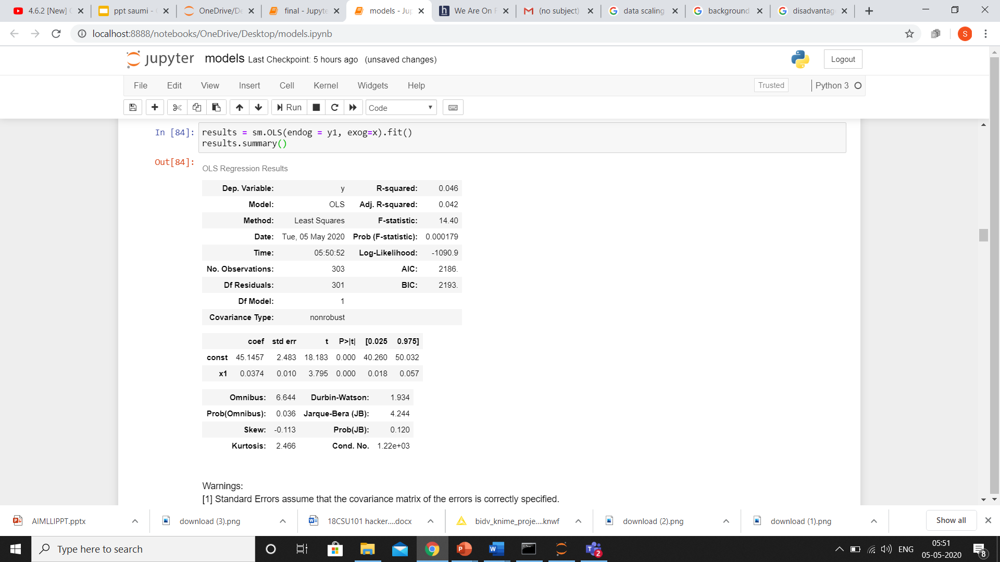 4.6.2 [New]
ppt saumi -
OneDrive/De
final - Jupyte
models - Jup
We Are On
(no subject)
data scaling
background
disadvantag
localhost:8888/notebooks/OneDrive/Desktop/models.ipynb
S
jupyter models Last Checkpoint: 5 hours ago (unsaved changes)
Logout
File Edit View Insert Cell Kernel Widgets Help
Trusted
Python 3
Run
Code
In [84]: results = sm.OLS(endog = y1, exog=x).fit()
results.summary()
Out[84]:
OLS Regression Results
Dep. Variable: y R-squared: 0.046
Model: OLS Adj. R-squared: 0.042
Method: Least Squares F-statistic: 14.40
Date: Tue, 05 May 2020 Prob (F-statistic): 0.000179
Time: 05:50:52 Log-Likelihood: -1090.9
No. Observations: 303 AIC: 2186.
Df Residuals: 301 BIC: 2193.
Df Model: 1
Covariance Type: nonrobust
coef std err t P>|t| [0.025 0.975]
const 45.1457 2.483 18.183 0.000 40.260 50.032
x1 0.0374 0.010 3.795 0.000 0.018 0.057
Omnibus: 6.644 Durbin-Watson: 1.934
Prob(Omnibus): 0.036 Jarque-Bera (JB): 4.244
Skew: -0.113 Prob(JB): 0.120
Kurtosis: 2.466 Cond. No. 1.22e+03
Warnings:
[1] Standard Errors assume that the covariance matrix of the errors is correctly specified.
AIMLLIPPT.pptx
download (3).png
18CSU101 hacker....docx
bidv_knime_proje....knwf
download (2).png
download (1).png
Show all
Type here to search
2
ENG
05:51
05-05-2020
8